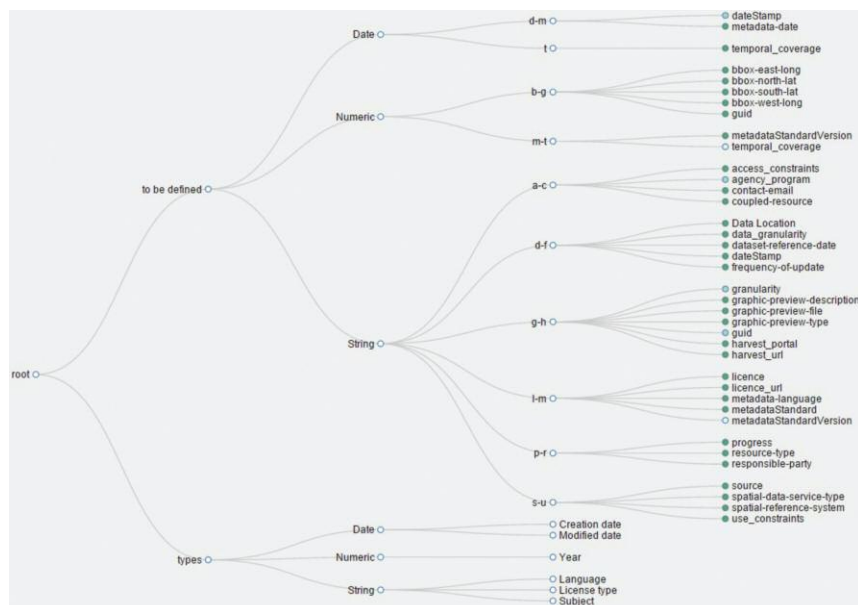 root
to be defined
Date
d-m
dateStamp
metadata-date
t
temporal_coverage
Numeric
b-g
bbox-east-long
bbox-north-lat
bbox-south-lat
bbox-west-long
guid
m-t
metadataStandardVersion
temporal_coverage
String
a-c
access_constraints
agency_program
contact-email
coupled-resource
d-f
Data Location
data_granularity
dataset-reference-date
dateStamp
frequency-of-update
g-h
granularity
graphic-preview-description
graphic-preview-file
graphic-preview-type
guid
harvest_portal
harvest_url
l-m
licence
licence_url
metadata-language
metadataStandard
metadataStandardVersion
p-r
progress
resource-type
responsible-party
s-u
source
spatial-data-service-type
spatial-reference-system
use_constraints
types
Date
Creation date
Modified date
Numeric
Year
String
Language
License type
Subject